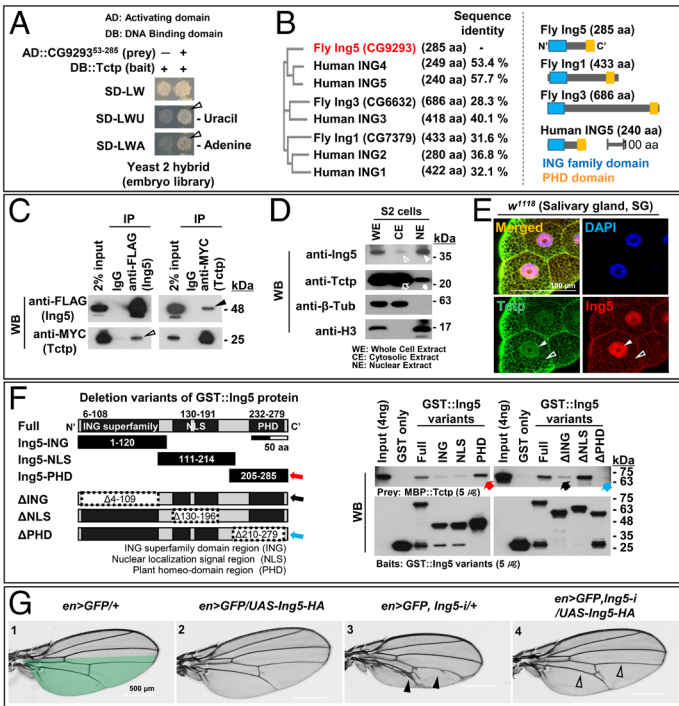 A
AD: Activating domain
DB: DNA Binding domain
AD::CG9293⁵³⁻²⁸⁵ (prey) – +
DB::Tctp (bait) + +
SD-LW
SD-LWU - Uracil
SD-LWA - Adenine
Yeast 2 hybrid
(embryo library)
B
Sequence
identity
Fly Ing5 (CG9293) (285 aa) -
Human ING4 (249 aa) 53.4 %
Human ING5 (240 aa) 57.7 %
Fly Ing3 (CG6632) (686 aa) 28.3 %
Human ING3 (418 aa) 40.1 %
Fly Ing1 (CG7379) (433 aa) 31.6 %
Human ING2 (280 aa) 36.8 %
Human ING1 (422 aa) 32.1 %
Fly Ing5 (285 aa)
N' C'
Fly Ing1 (433 aa)
Fly Ing3 (686 aa)
Human ING5 (240 aa)
100 aa
ING family domain
PHD domain
C
IP IP
2% input
IgG
anti-FLAG
(Ing5)
2% input
IgG
anti-MYC
(Tctp)
kDa
WB
anti-FLAG
(Ing5)
48
anti-MYC
(Tctp)
25
D
S2 cells
WE CE NE
kDa
WB
anti-Ing5 35
anti-Tctp 20
anti-β-Tub 63
anti-H3 17
WE: Whole Cell Extract
CE: Cytosolic Extract
NE: Nuclear Extract
E
w¹¹¹⁸ (Salivary gland, SG)
Merged
DAPI
100 μm
Tctp
Ing5
F
Deletion variants of GST::Ing5 protein
6-108 130-191 232-279
Full N' ING superfamily NLS PHD C'
50 aa
Ing5-ING 1-120
Ing5-NLS 111-214
Ing5-PHD 205-285
ΔING Δ4-109
ΔNLS Δ130-196
ΔPHD Δ210-279
ING superfamily domain region (ING)
Nuclear localization signal region (NLS)
Plant homeo-domain region (PHD)
GST::Ing5
variants
GST::Ing5
variants
Input (4ng)
GST only
Full
ING
NLS
PHD
Input (4ng)
GST only
Full
ΔING
ΔNLS
ΔPHD
kDa
75
63
Prey: MBP::Tctp (5 ㎍)
WB
75
63
48
35
25
Baits: GST::Ing5 variants (5 ㎍)
G
en>GFP/+
en>GFP/UAS-Ing5-HA
en>GFP, Ing5-i/+
en>GFP,Ing5-i
/UAS-Ing5-HA
1
500 μm
2
3
4